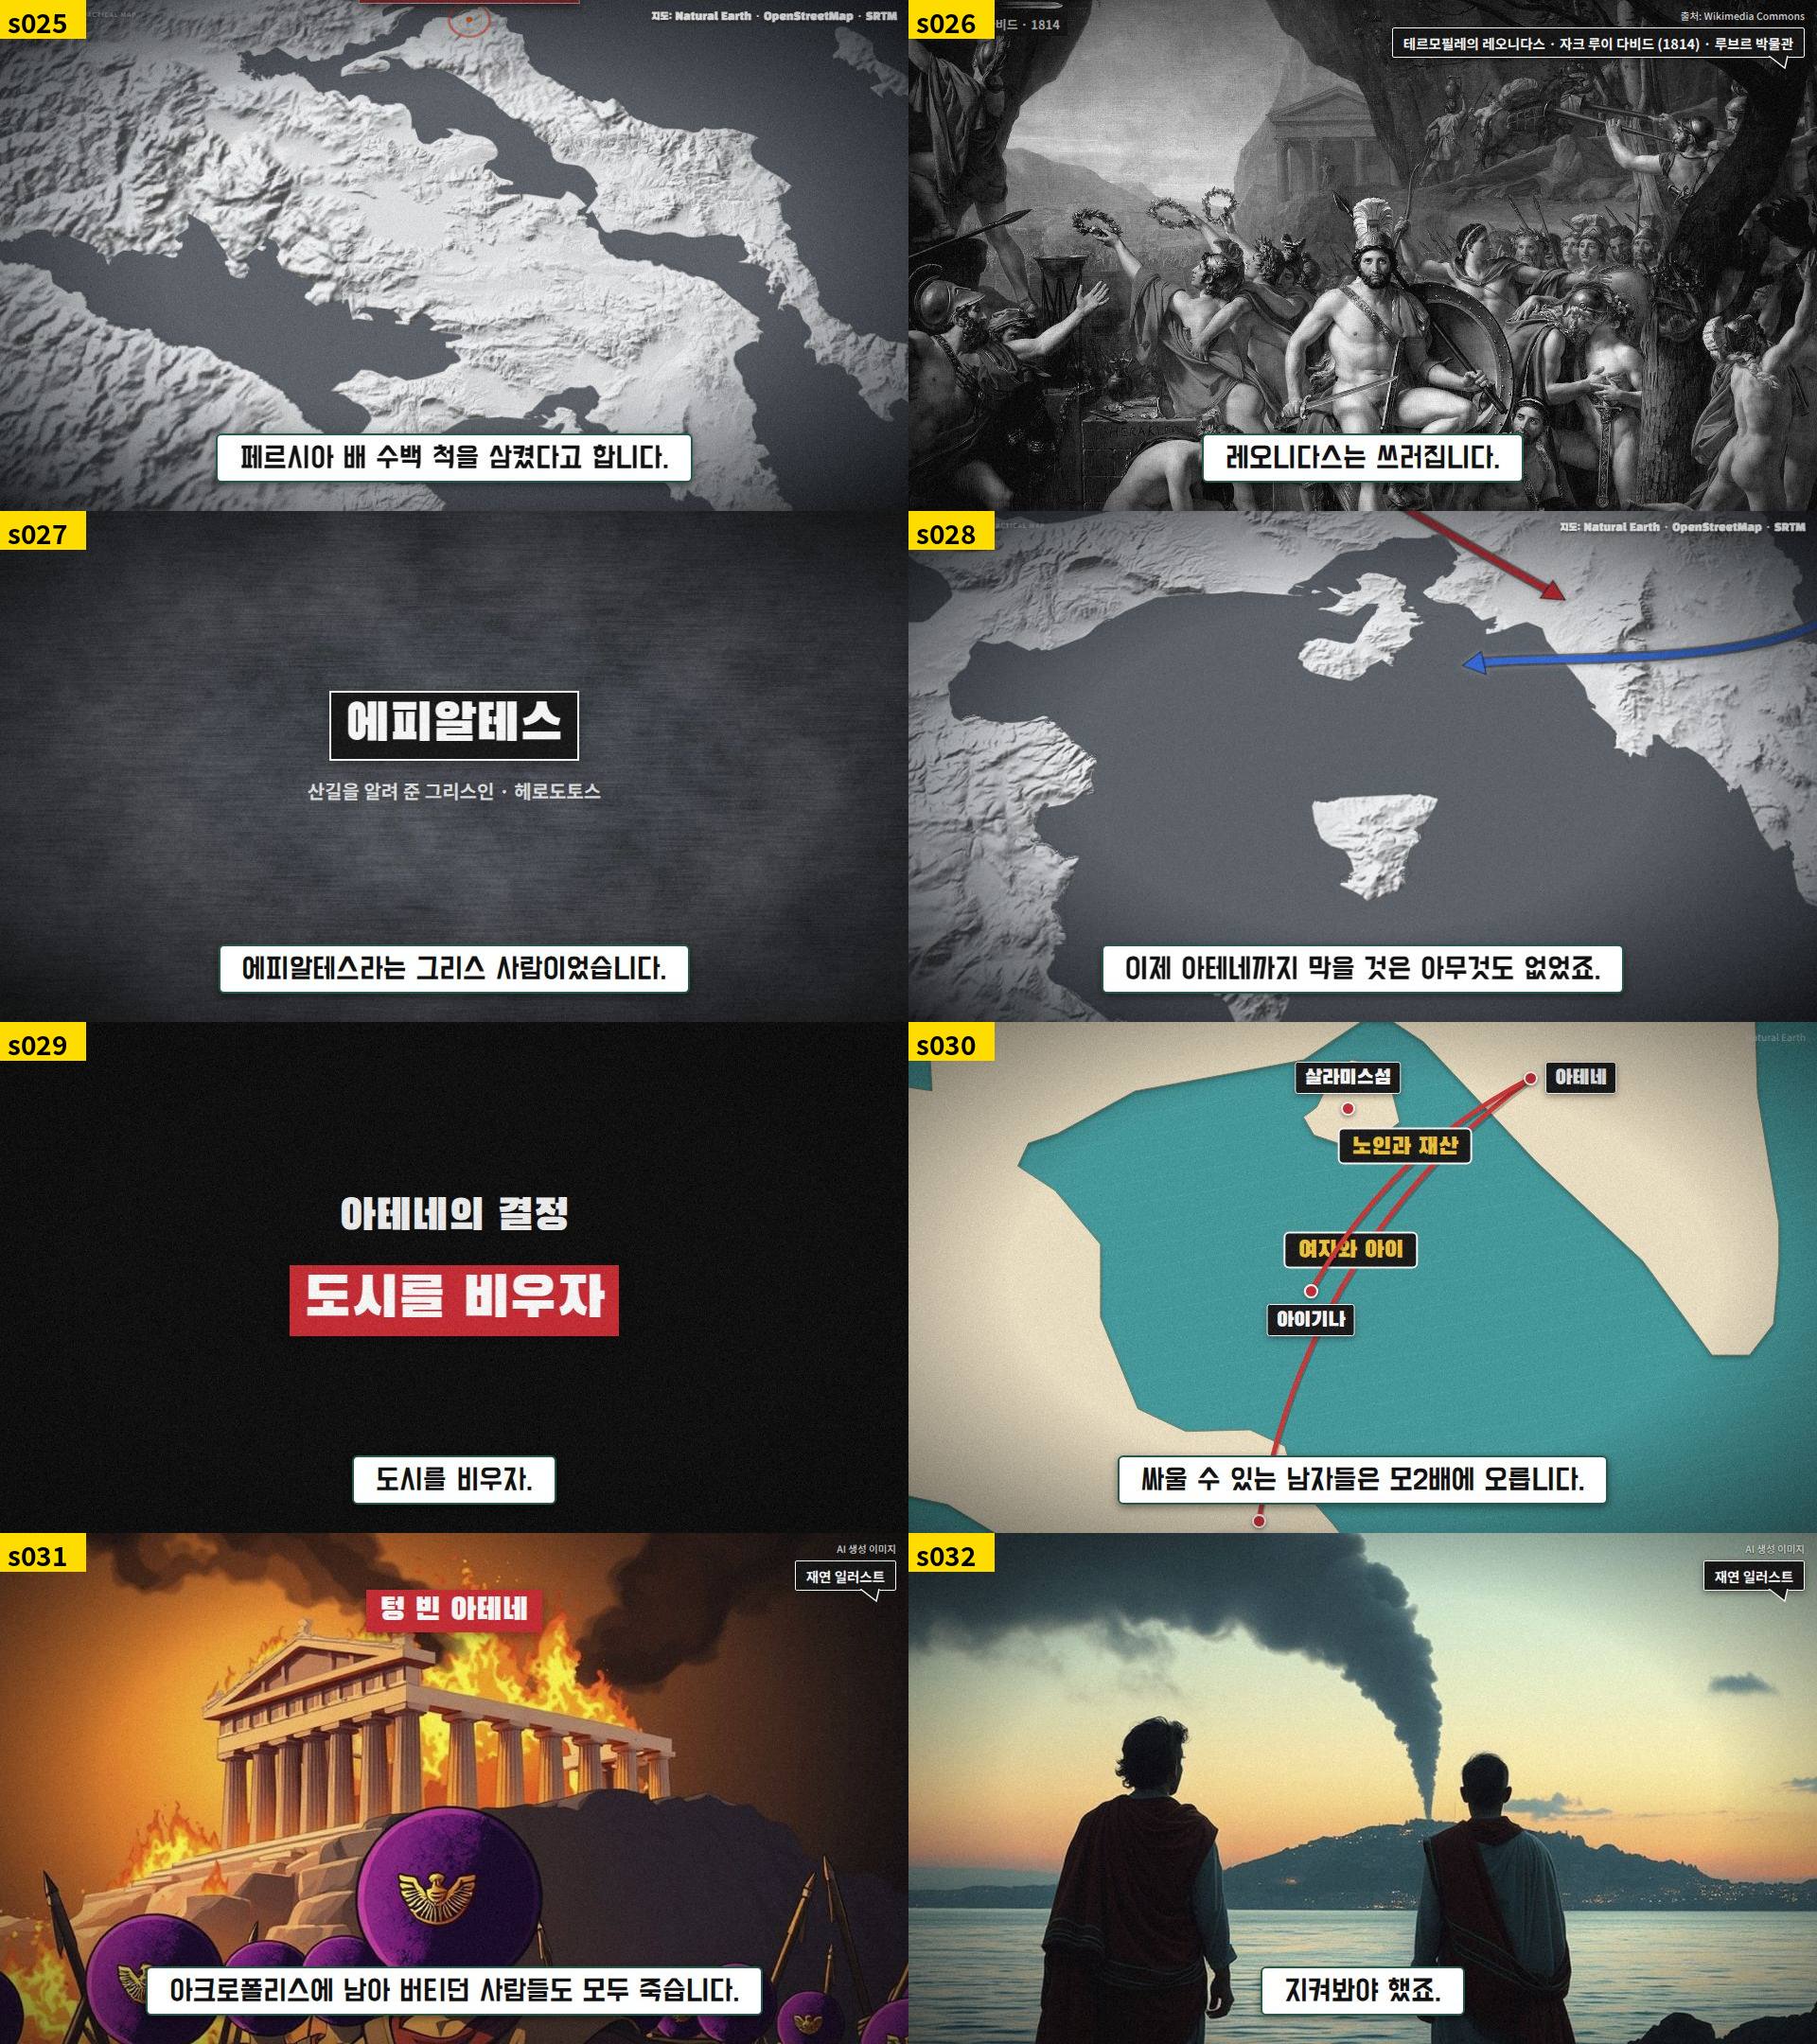 s025
지도: Natural Earth · OpenStreetMap · SRTM
페르시아 배 수백 척을 삼켰다고 합니다.
s026
비드 · 1814
출처: Wikimedia Commons
테르모필레의 레오니다스 · 자크 루이 다비드 (1814) · 루브르 박물관
레오니다스는 쓰러집니다.
s027
에피알테스
산길을 알려 준 그리스인 · 헤로도토스
에피알테스라는 그리스 사람이었습니다.
s028
지도: Natural Earth · OpenStreetMap · SRTM
이제 아테네까지 막을 것은 아무것도 없었죠.
s029
아테네의 결정
도시를 비우자
도시를 비우자.
s030
atural Earth
살라미스섬
아테네
노인과 재산
여자와 아이
아이기나
싸울 수 있는 남자들은 모2배에 오릅니다.
s031
AI 생성 이미지
재연 일러스트
텅 빈 아테네
아크로폴리스에 남아 버티던 사람들도 모두 죽습니다.
s032
AI 생성 이미지
재연 일러스트
지켜봐야 했죠.